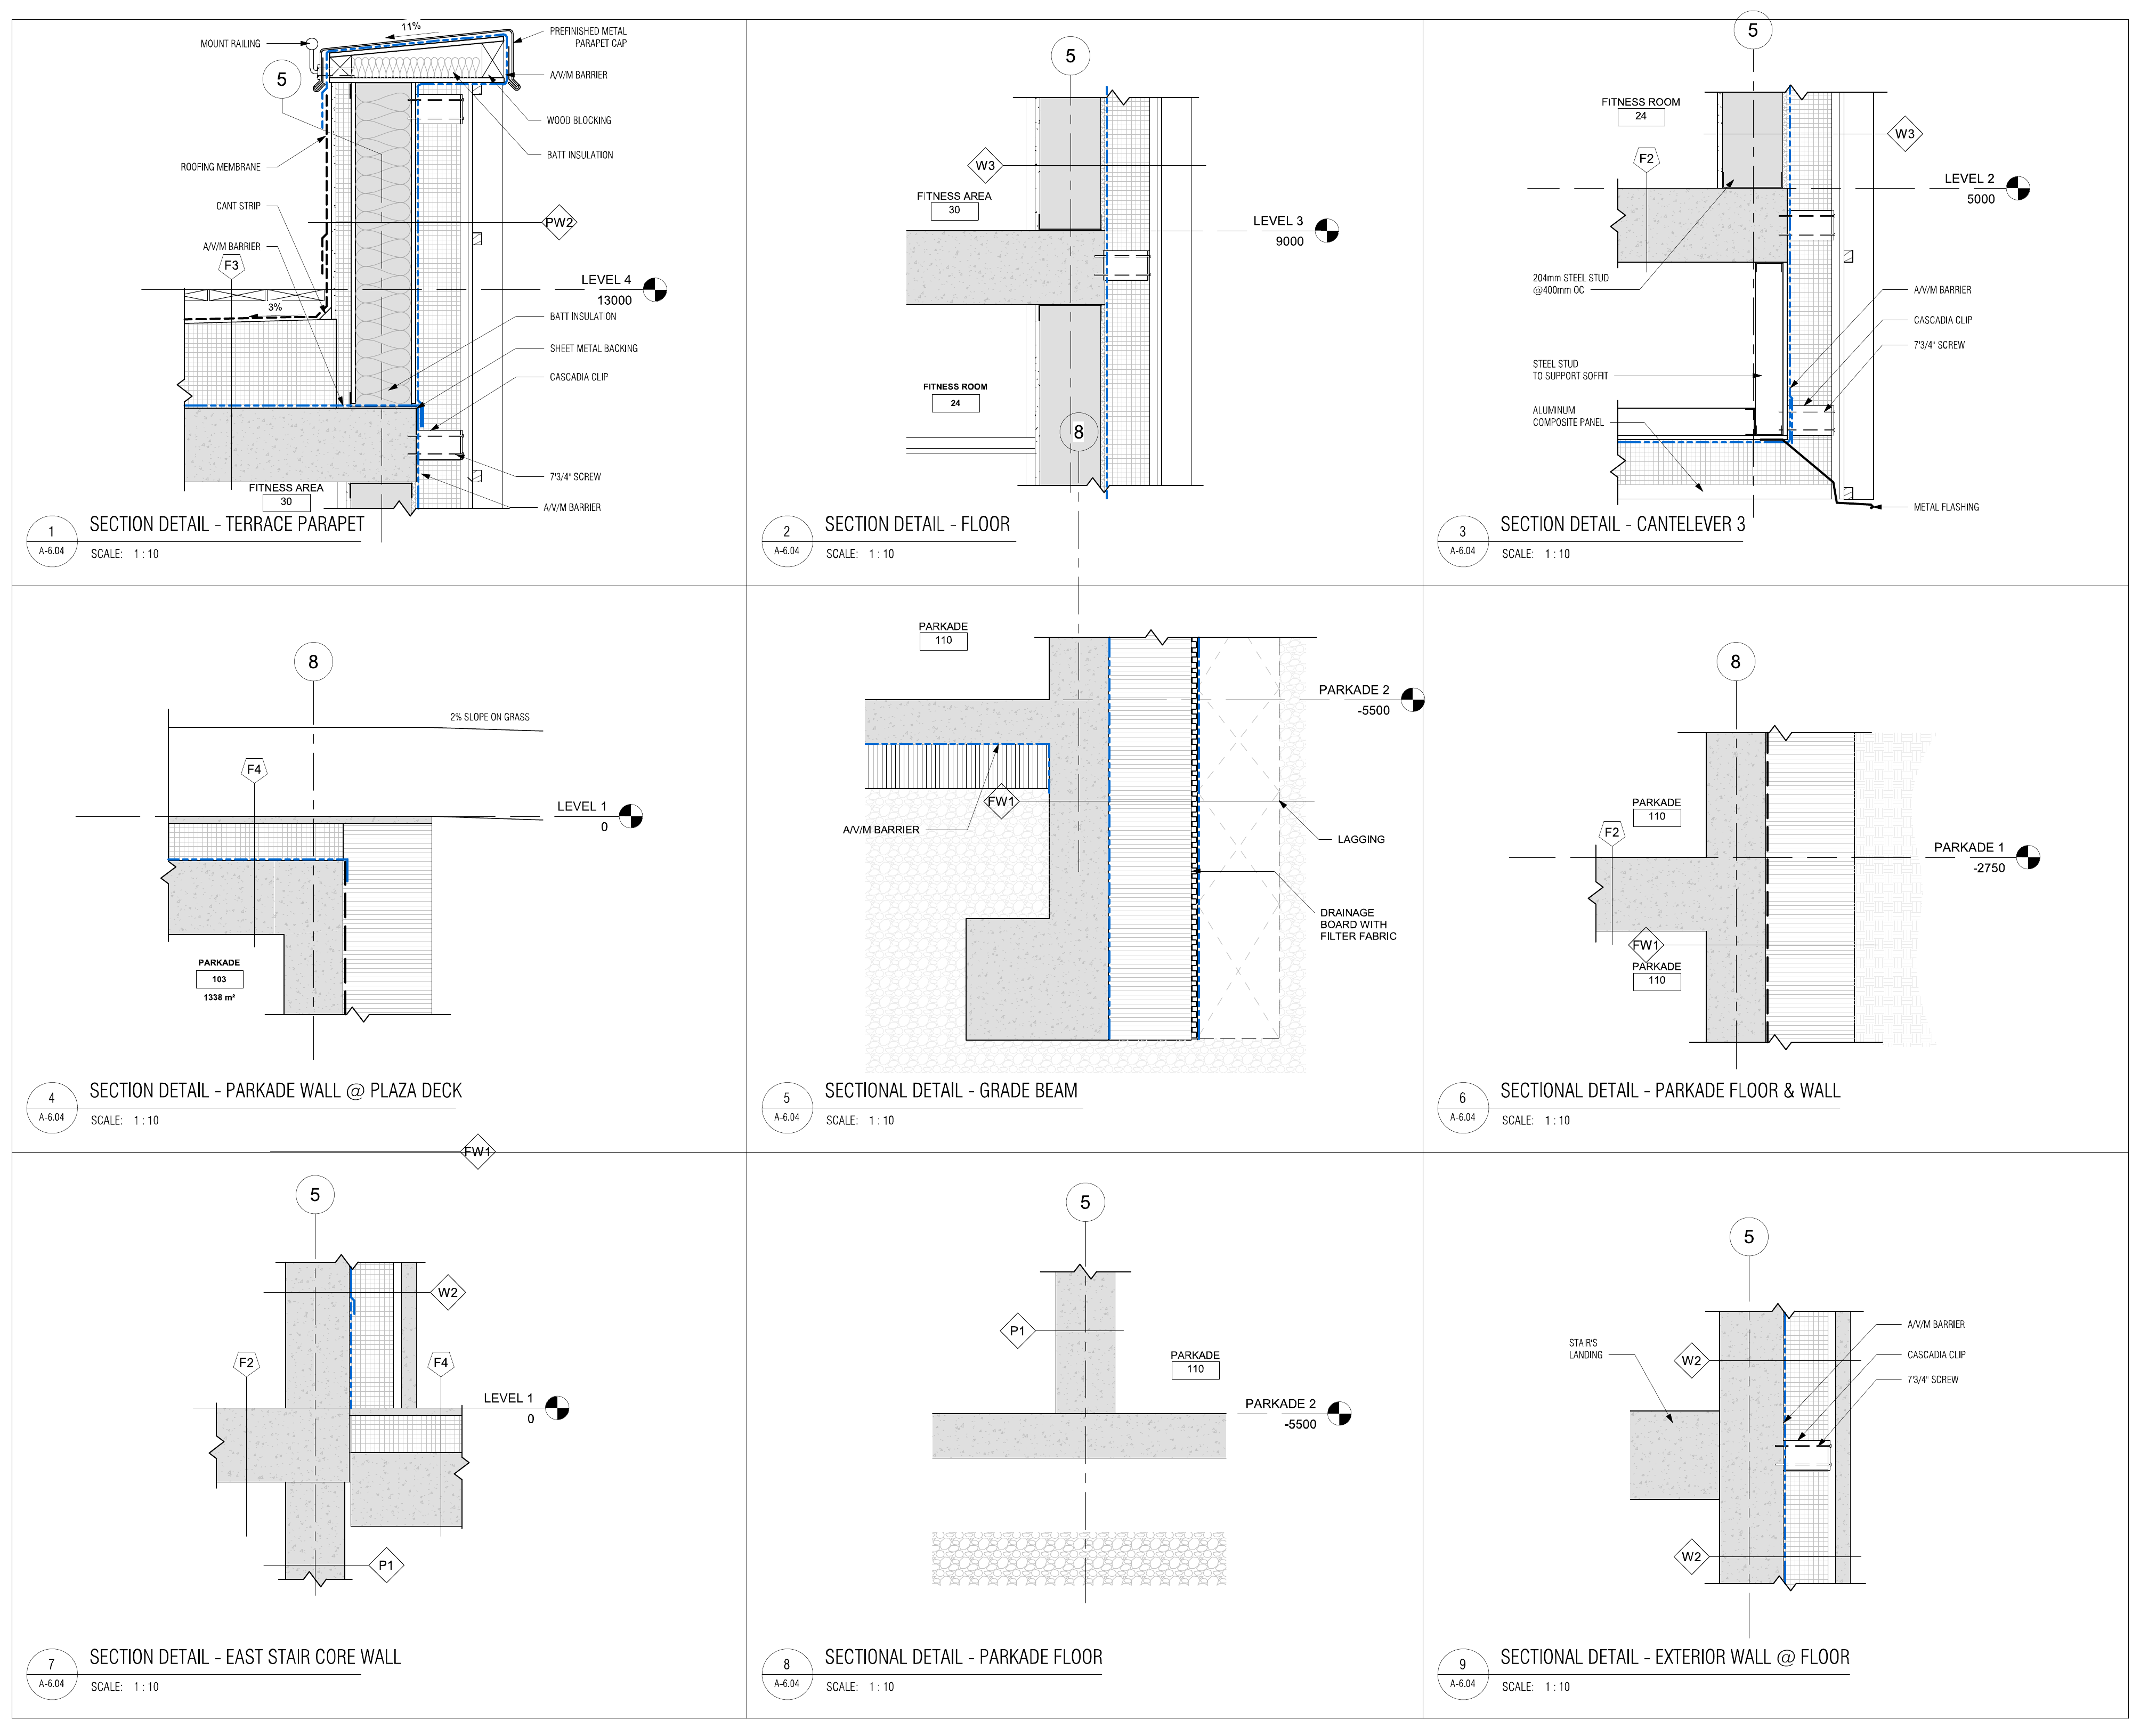 11%
MOUNT RAILING
PREFINISHED METAL
PARAPET CAP
5
A/V/M BARRIER
WOOD BLOCKING
BATT INSULATION
ROOFING MEMBRANE
CANT STRIP
PW2
A/V/M BARRIER
F3
LEVEL 4
13000
3%
BATT INSULATION
SHEET METAL BACKING
CASCADIA CLIP
7'3/4" SCREW
FITNESS AREA
30
A/V/M BARRIER
1
A-6.04
SECTION DETAIL - TERRACE PARAPET
SCALE: 1 : 10
5
W3
FITNESS AREA
30
LEVEL 3
9000
FITNESS ROOM
24
8
2
A-6.04
SECTION DETAIL - FLOOR
SCALE: 1 : 10
5
FITNESS ROOM
24
W3
F2
LEVEL 2
5000
204mm STEEL STUD
@400mm OC
A/V/M BARRIER
CASCADIA CLIP
7'3/4" SCREW
STEEL STUD
TO SUPPORT SOFFIT
ALUMINUM
COMPOSITE PANEL
METAL FLASHING
3
A-6.04
SECTION DETAIL - CANTELEVER 3
SCALE: 1 : 10
8
2% SLOPE ON GRASS
F4
LEVEL 1
0
PARKADE
103
1338 m²
4
A-6.04
SECTION DETAIL - PARKADE WALL @ PLAZA DECK
SCALE: 1 : 10
PARKADE
110
PARKADE 2
-5500
FW1
A/V/M BARRIER
LAGGING
DRAINAGE
BOARD WITH
FILTER FABRIC
5
A-6.04
SECTIONAL DETAIL - GRADE BEAM
SCALE: 1 : 10
8
PARKADE
110
F2
PARKADE 1
-2750
FW1
PARKADE
110
6
A-6.04
SECTIONAL DETAIL - PARKADE FLOOR & WALL
SCALE: 1 : 10
FW1
5
W2
F2
F4
LEVEL 1
0
P1
7
A-6.04
SECTION DETAIL - EAST STAIR CORE WALL
SCALE: 1 : 10
5
P1
PARKADE
110
PARKADE 2
-5500
8
A-6.04
SECTIONAL DETAIL - PARKADE FLOOR
SCALE: 1 : 10
5
A/V/M BARRIER
STAIR'S
LANDING
W2
CASCADIA CLIP
7'3/4" SCREW
W2
9
A-6.04
SECTIONAL DETAIL - EXTERIOR WALL @ FLOOR
SCALE: 1 : 10